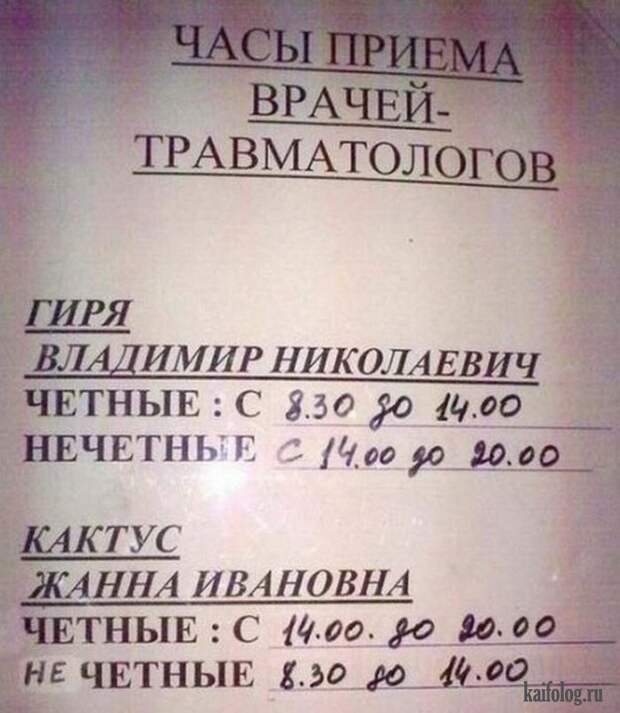 ЧАСЫ ПРИЕМА
ВРАЧЕЙ-
ТРАВМАТОЛОГОВ
ГИРЯ
ВЛАДИМИР НИКОЛАЕВИЧ
ЧЕТНЫЕ : С 8.30 до 14.00
НЕЧЕТНЫЕ С 14.00 до 20.00
КАКТУС
ЖАННА ИВАНОВНА
ЧЕТНЫЕ : С 14.00. до 20.00
НЕ ЧЕТНЫЕ 8.30 до 14.00
kaifolog.ru